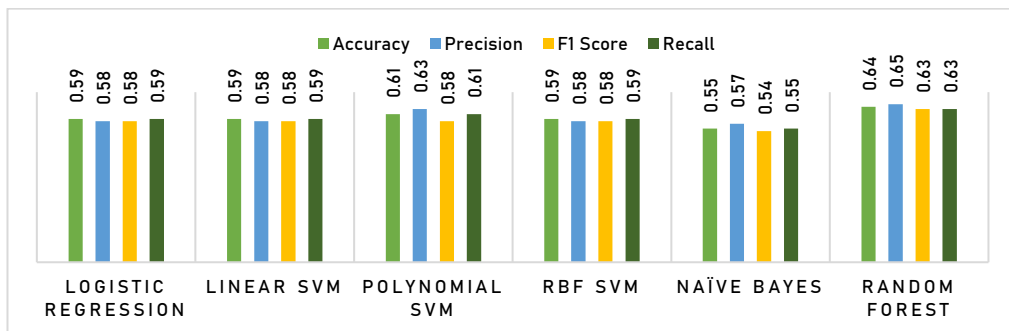 Accuracy Precision F1 Score Recall
0.59 0.58 0.58 0.59
0.59 0.58 0.58 0.59
0.61 0.63 0.58 0.61
0.59 0.58 0.58 0.59
0.55 0.57 0.54 0.55
0.64 0.65 0.63 0.63
LOGISTIC
REGRESSION
LINEAR SVM
POLYNOMIAL
SVM
RBF SVM
NAÏVE BAYES
RANDOM
FOREST